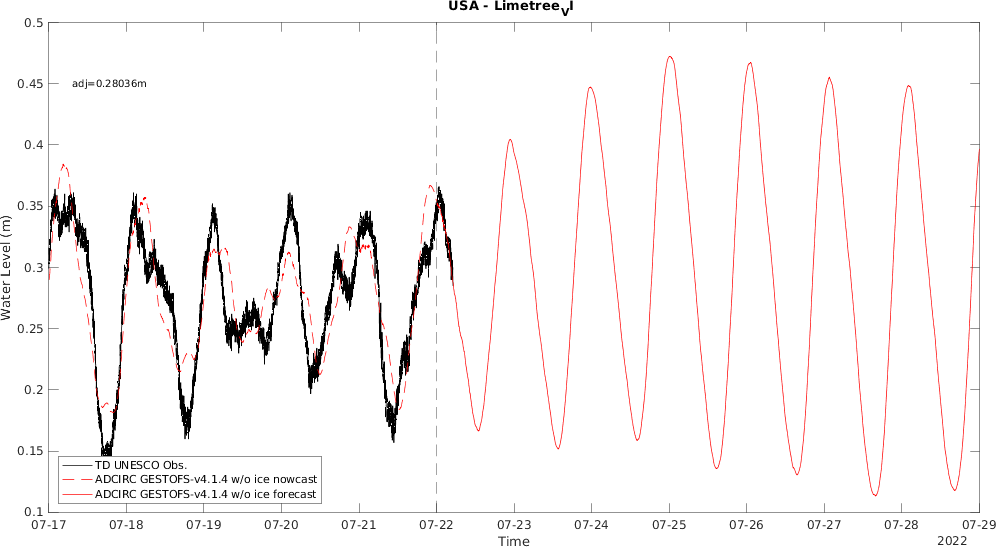 USA - LimetreeVI
adj=0.28036m
Water Level (m)
0.5
0.45
0.4
0.35
0.3
0.25
0.2
0.15
0.1
TD UNESCO Obs.
ADCIRC GESTOFS-v4.1.4 w/o ice nowcast
ADCIRC GESTOFS-v4.1.4 w/o ice forecast
07-17 07-18 07-19 07-20 07-21 07-22 07-23 07-24 07-25 07-26 07-27 07-28 07-29
Time
2022